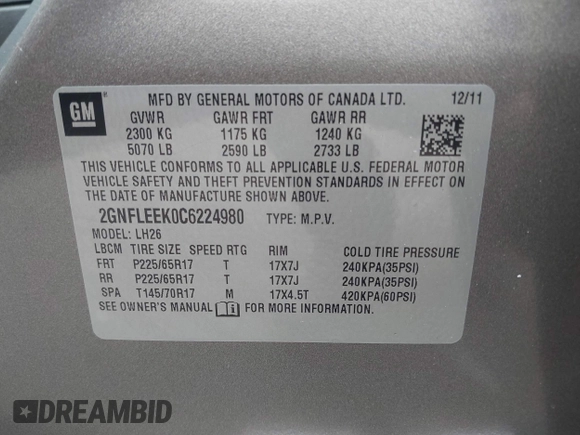 GM
MFD BY GENERAL MOTORS OF CANADA LTD. 12/11
GVWR GAWR FRT GAWR RR
2300 KG 1175 KG 1240 KG
5070 LB 2590 LB 2733 LB
THIS VEHICLE CONFORMS TO ALL APPLICABLE U.S. FEDERAL MOTOR
VEHICLE SAFETY AND THEFT PREVENTION STANDARDS IN EFFECT ON
THE DATE OF MANUFACTURE SHOWN ABOVE.
2GNFLEEK0C6224980 TYPE: M.P.V.
MODEL: LH26
LBCM TIRE SIZE SPEED RTG RIM COLD TIRE PRESSURE
FRT P225/65R17 T 17X7J 240KPA(35PSI)
RR P225/65R17 T 17X7J 240KPA(35PSI)
SPA T145/70R17 M 17X4.5T 420KPA(60PSI)
SEE OWNER'S MANUAL i FOR MORE INFORMATION.
DREAMBID